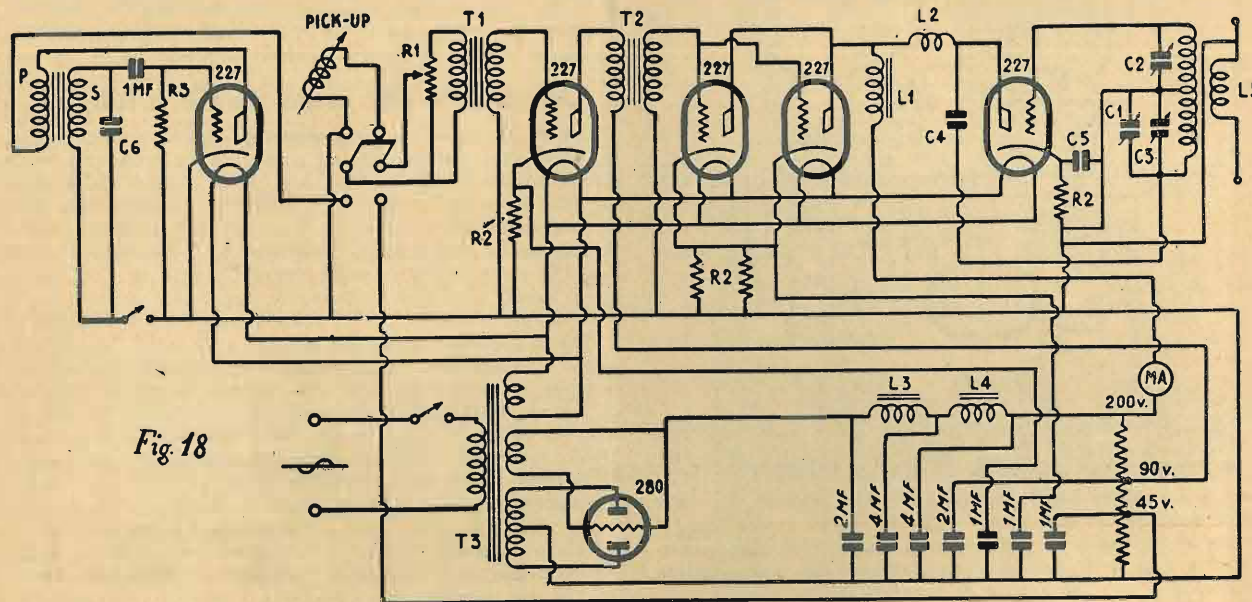 PICK-UP
T1
T2
L2
P
S
1MF
R3
227
R1
227
227
227
227
C2
L5
C6
L1
C4
C1
C3
C5
R2
R2
R2
MA
L3
L4
200v.
Fig. 18
280
90v.
45v.
T3
2MF
4MF
4MF
2MF
1MF
1MF
1MF